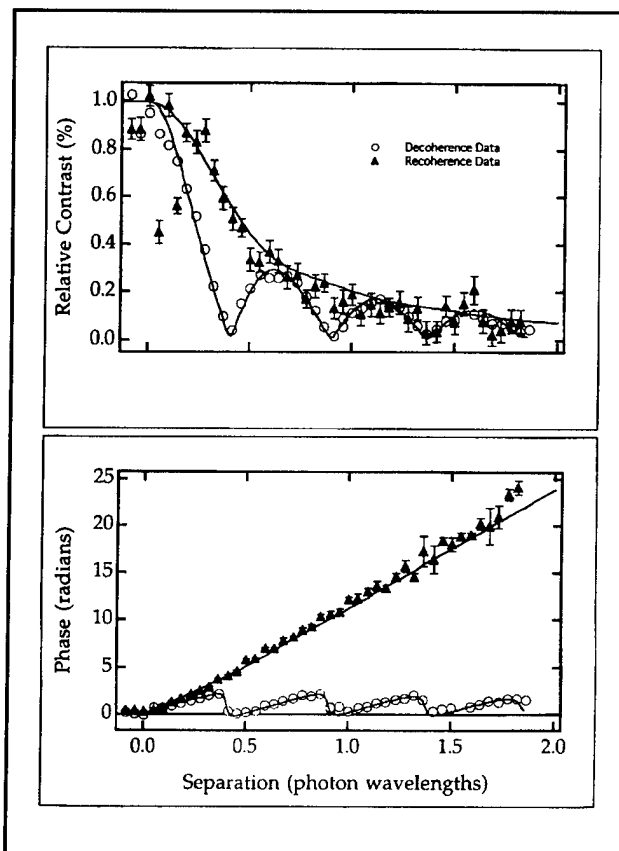 Relative Contrast (%)
1.0
0.8
0.6
0.4
0.2
0.0
Decoherence Data
Recoherence Data
Phase (radians)
25
20
15
10
5
0
0.0 0.5 1.0 1.5 2.0
Separation (photon wavelengths)